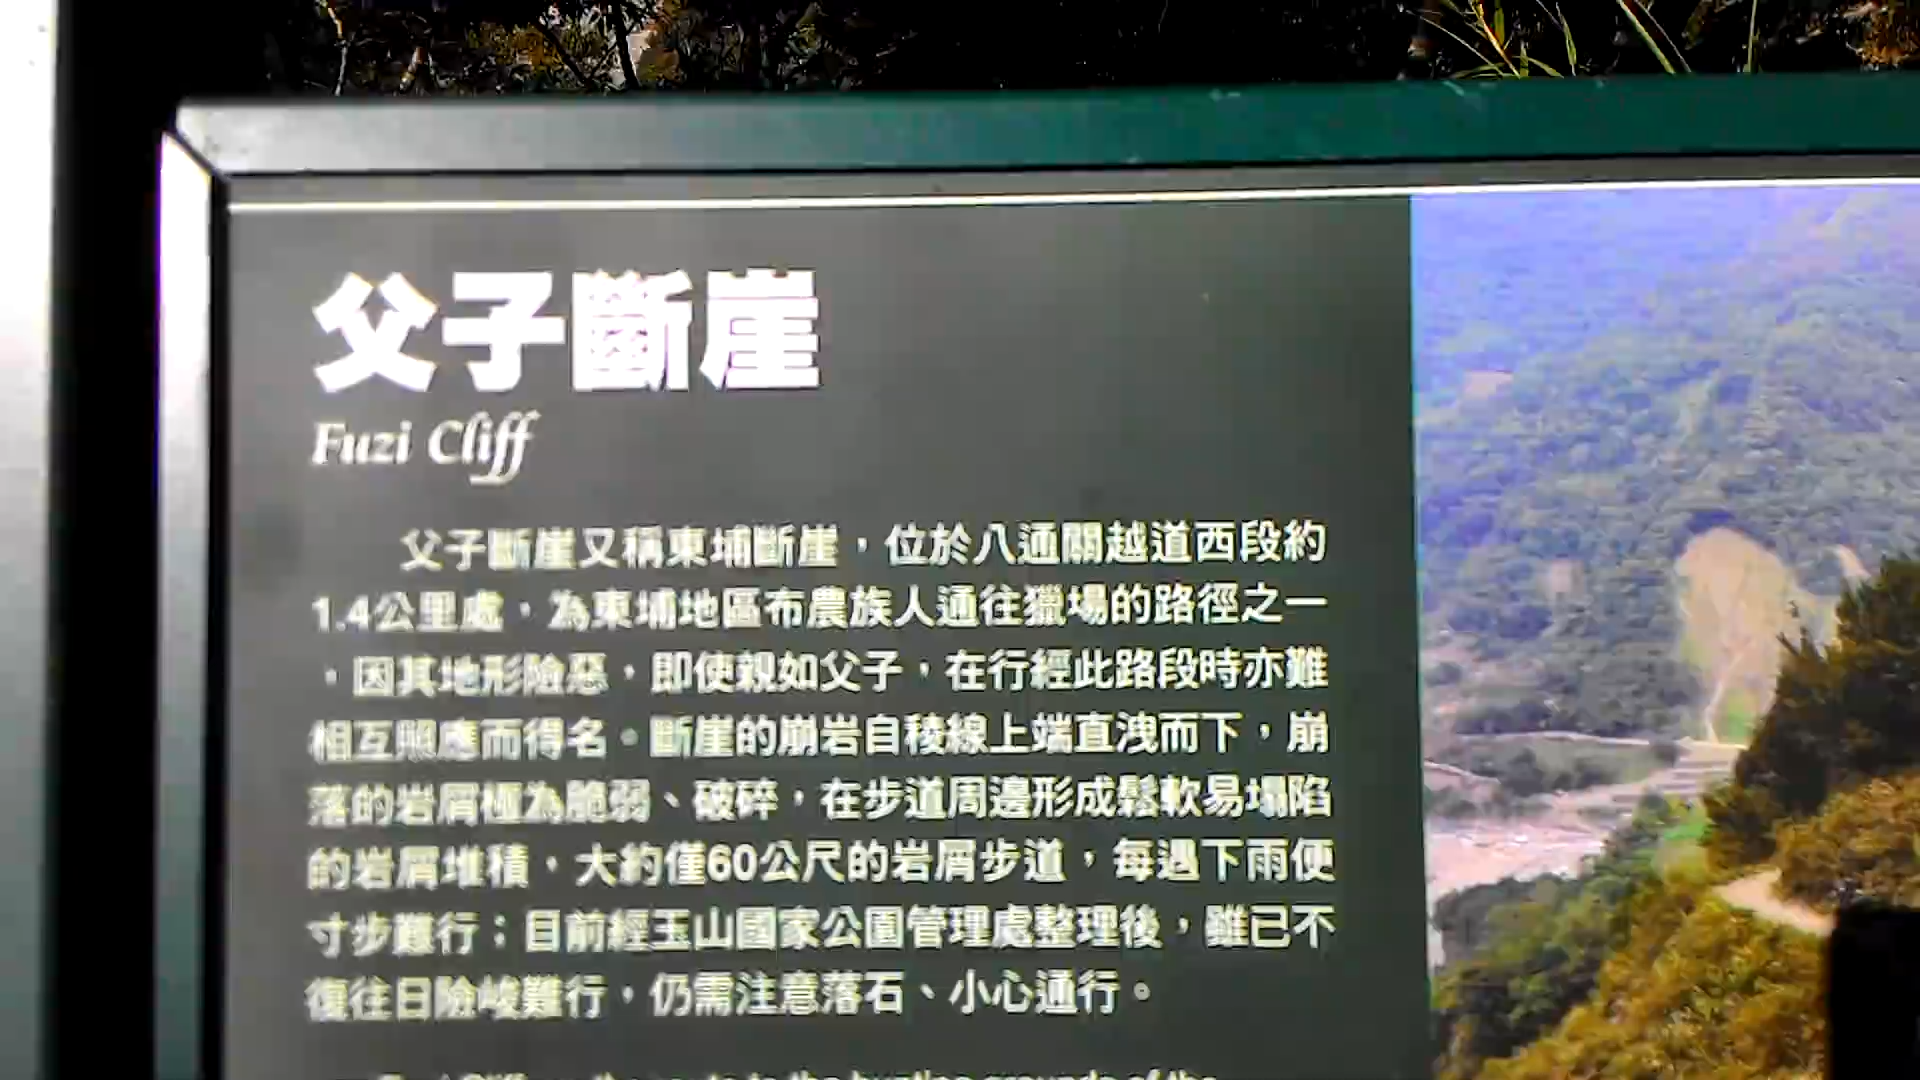 父子斷崖
Fuzi Cliff
父子斷崖又稱東埔斷崖，位於八通關越道西段約
1.4公里處，為東埔地區布農族人通往獵場的路徑之一
，因其地形險惡，即使親如父子，在行經此路段時亦難
相互照應而得名。斷崖的崩岩自稜線上端直洩而下，崩
落的岩屑極為脆弱、破碎，在步道周邊形成鬆軟易塌陷
的岩屑堆積，大約僅60公尺的岩屑步道，每遇下雨便
寸步難行；目前經玉山國家公園管理處整理後，雖已不
復往日險峻難行，仍需注意落石、小心通行。